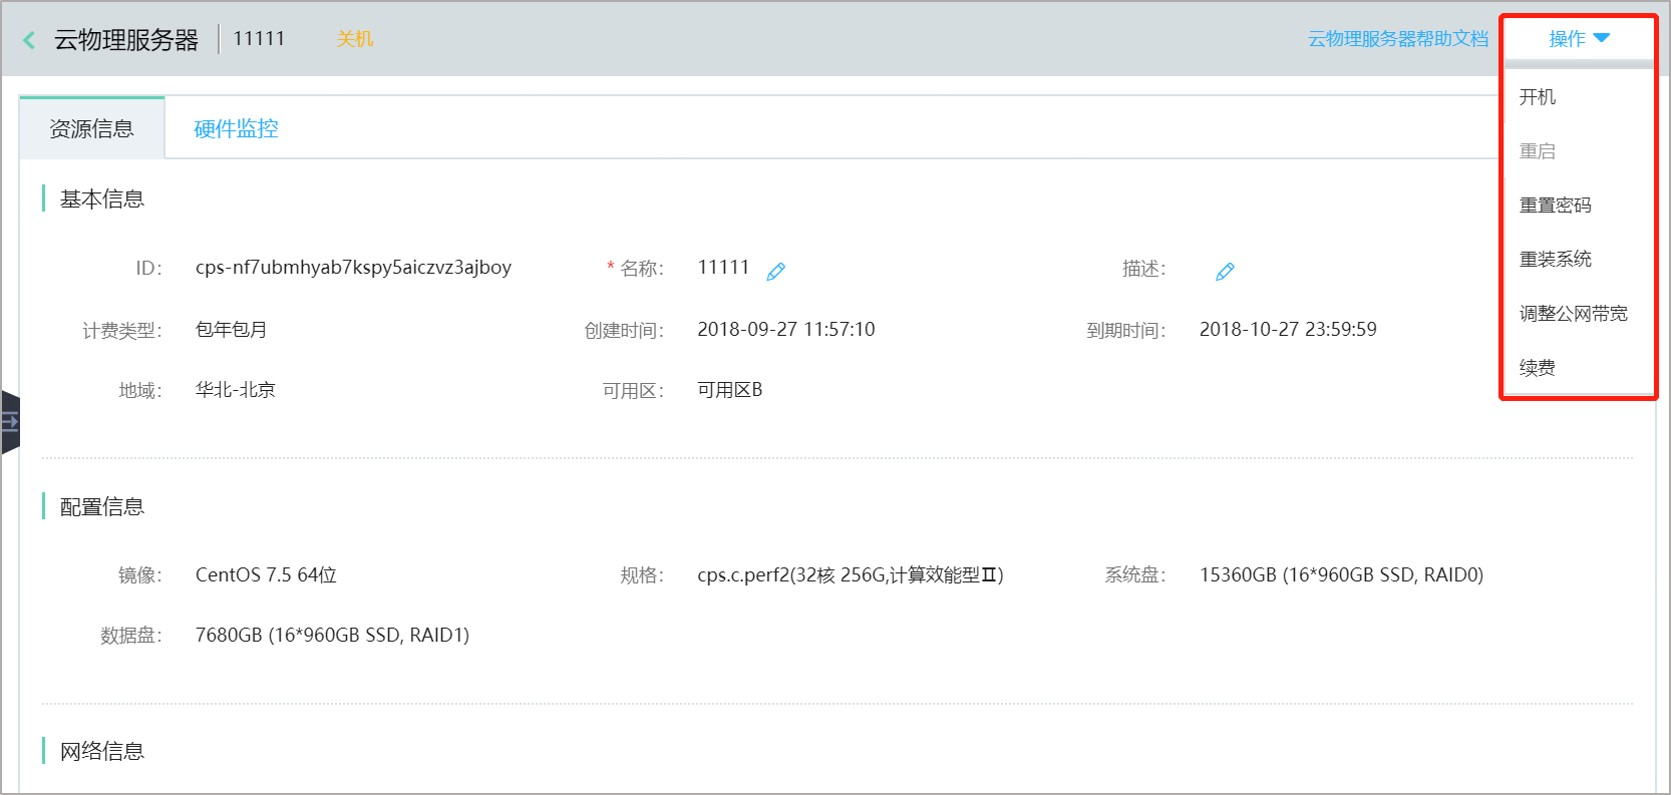 云物理服务器 11111 关机 云物理服务器帮助文档 操作
开机
重启
重置密码
重装系统
调整公网带宽
续费
资源信息 硬件监控
基本信息
ID: cps-nf7ubmhyab7kspy5aiczvz3ajboy * 名称: 11111 描述:
计费类型: 包年包月 创建时间: 2018-09-27 11:57:10 到期时间: 2018-10-27 23:59:59
地域: 华北-北京 可用区: 可用区B
配置信息
镜像: CentOS 7.5 64位 规格: cps.c.perf2(32核 256G,计算效能型Ⅱ) 系统盘: 15360GB (16*960GB SSD, RAID0)
数据盘: 7680GB (16*960GB SSD, RAID1)
网络信息